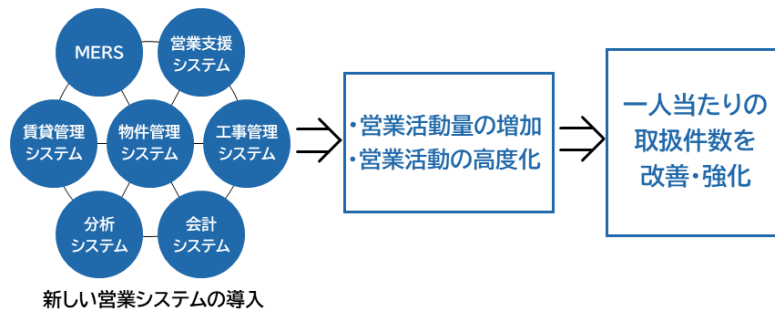 MERS
営業支援
システム
賃貸管理
システム
物件管理
システム
工事管理
システム
分析
システム
会計
システム
新しい営業システムの導入
・営業活動量の増加
・営業活動の高度化
一人当たりの
取扱件数を
改善・強化